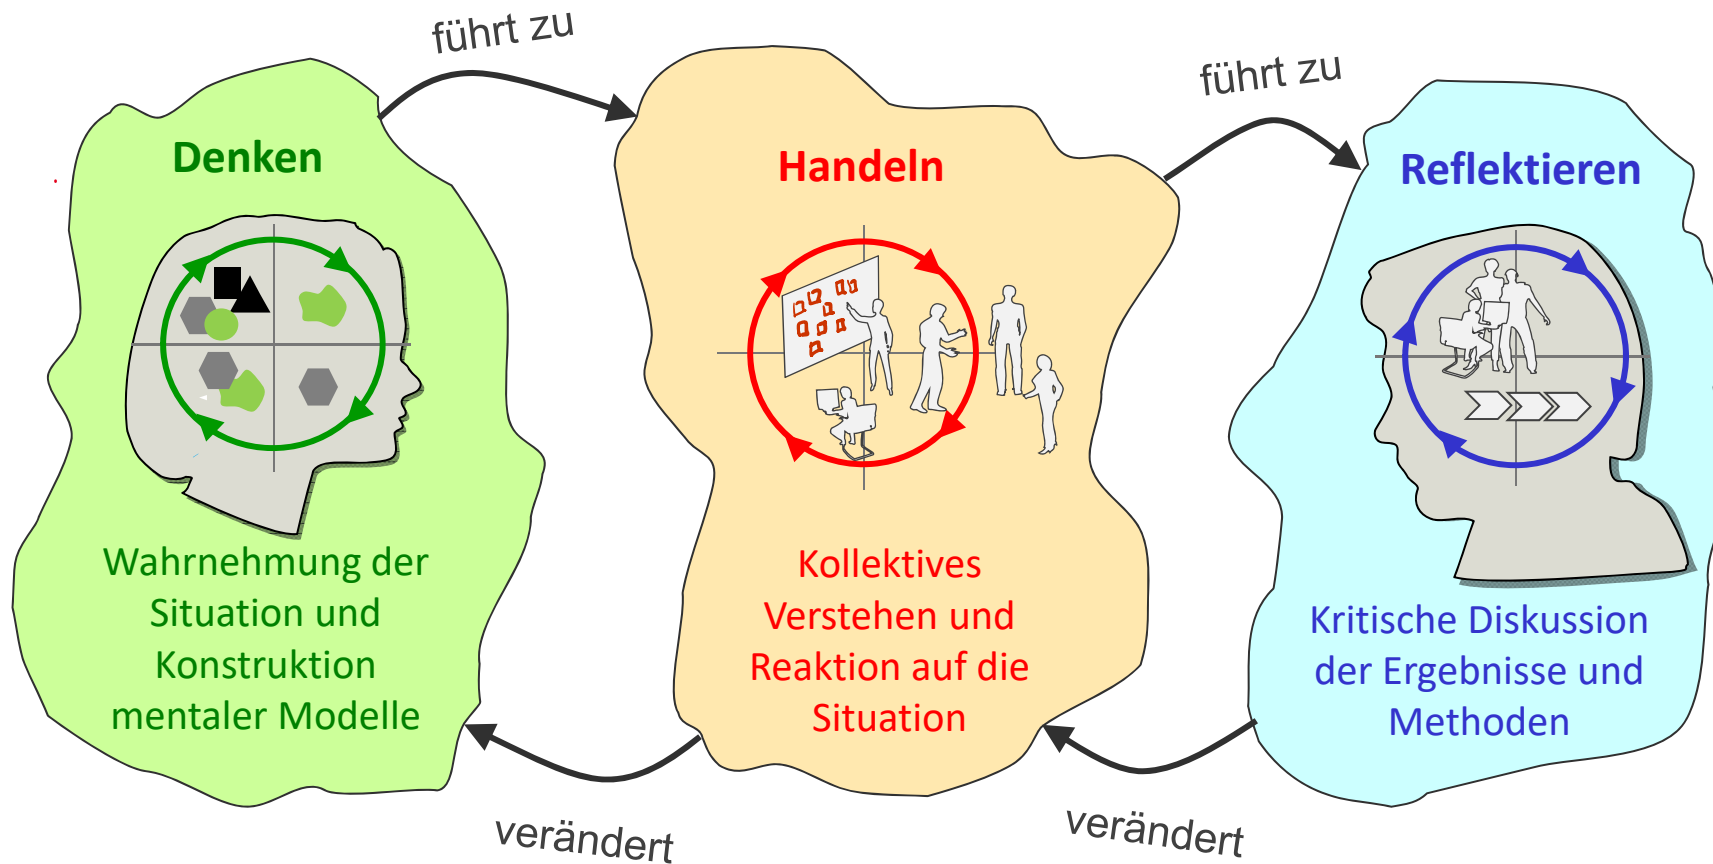 führt zu
führt zu
Denken
Wahrnehmung der
Situation und
Konstruktion
mentaler Modelle
Handeln
Kollektives
Verstehen und
Reaktion auf die
Situation
Reflektieren
Kritische Diskussion
der Ergebnisse und
Methoden
verändert
verändert